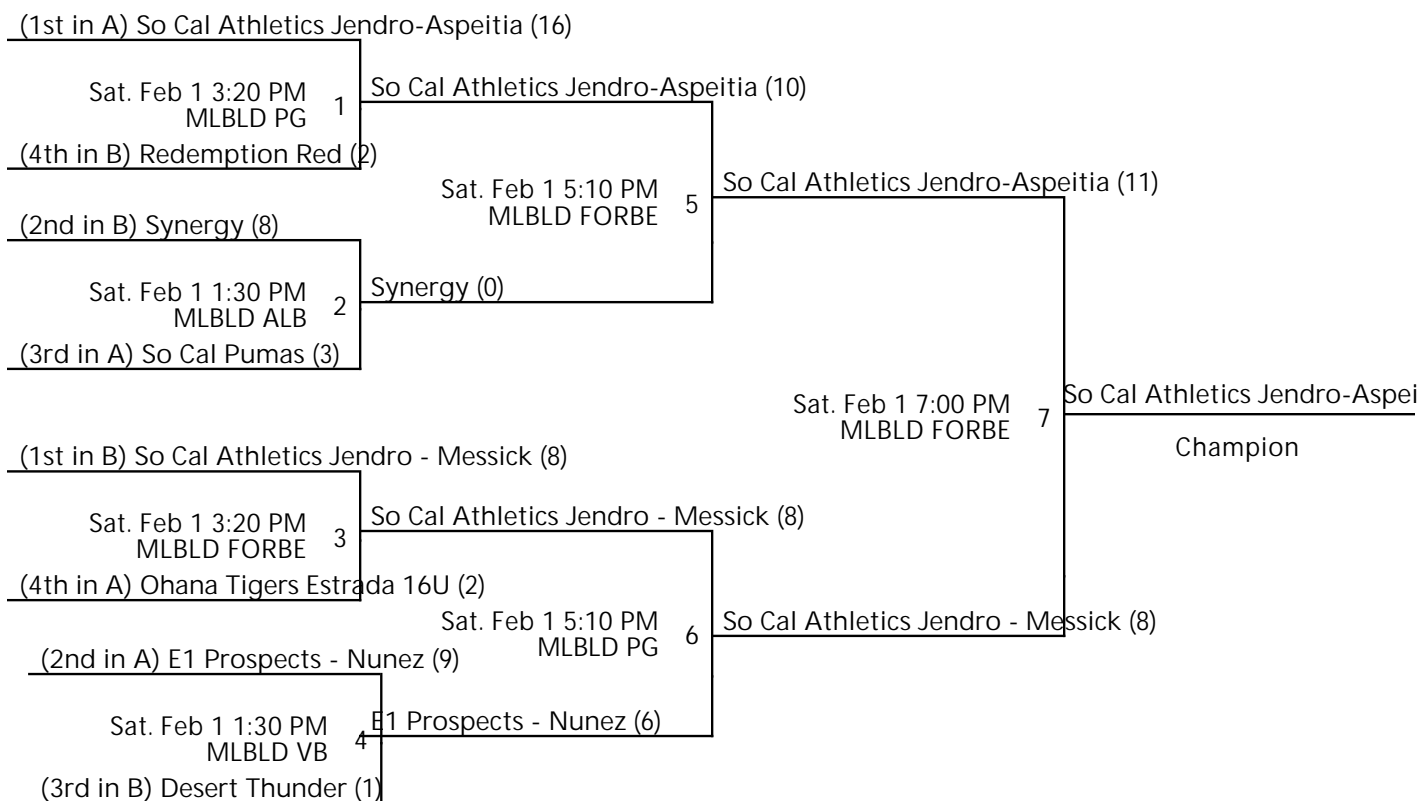 (1st in A) So Cal Athletics Jendro-Aspeitia (16)
Sat. Feb 1 3:20 PM
MLBLD PG
1
So Cal Athletics Jendro-Aspeitia (10)
(4th in B) Redemption Red (2)
Sat. Feb 1 5:10 PM
MLBLD FORBE
5
So Cal Athletics Jendro-Aspeitia (11)
(2nd in B) Synergy (8)
Sat. Feb 1 1:30 PM
MLBLD ALB
2
Synergy (0)
(3rd in A) So Cal Pumas (3)
Sat. Feb 1 7:00 PM
MLBLD FORBE
7
So Cal Athletics Jendro-Aspei
Champion
(1st in B) So Cal Athletics Jendro - Messick (8)
Sat. Feb 1 3:20 PM
MLBLD FORBE
3
So Cal Athletics Jendro - Messick (8)
(4th in A) Ohana Tigers Estrada 16U (2)
Sat. Feb 1 5:10 PM
MLBLD PG
6
So Cal Athletics Jendro - Messick (8)
(2nd in A) E1 Prospects - Nunez (9)
Sat. Feb 1 1:30 PM
MLBLD VB
4
E1 Prospects - Nunez (6)
(3rd in B) Desert Thunder (1)